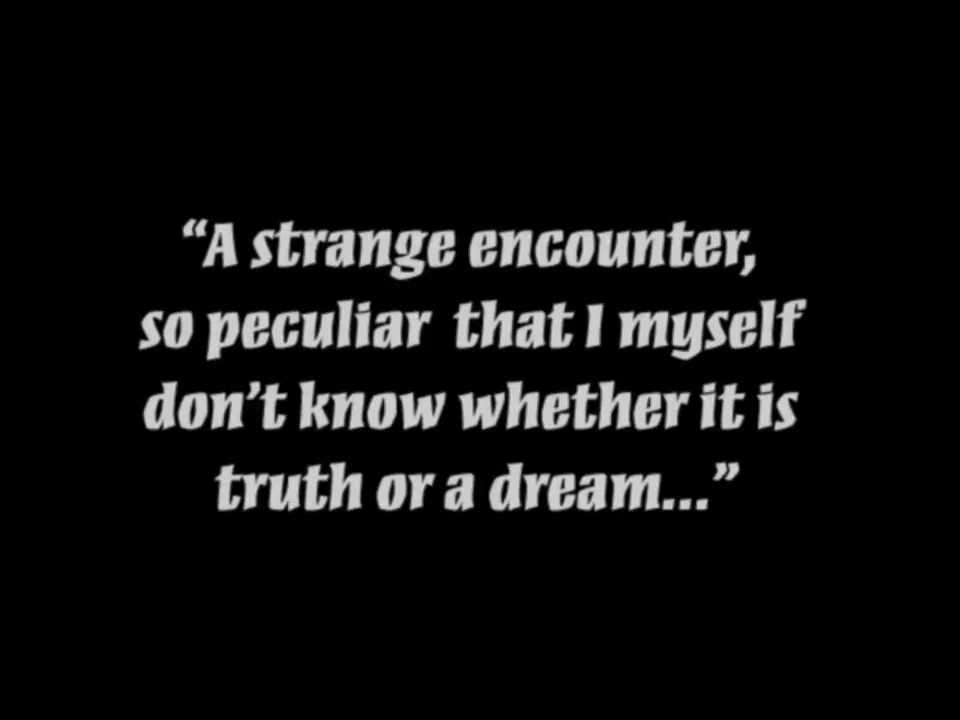 “A strange encounter,
so peculiar that I myself
don’t know whether it is
truth or a dream...”